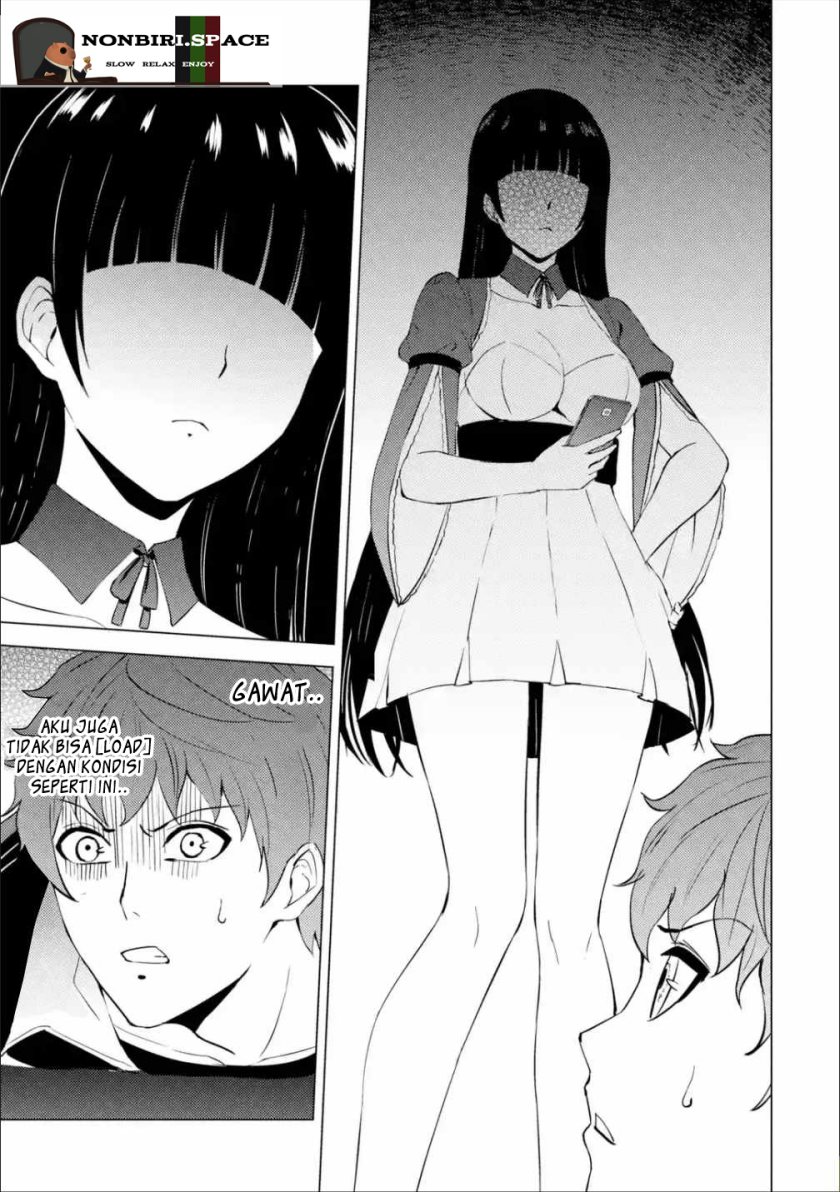 NONBIRI.SPACE
SLOW RELAX ENJOY
GAWAT..
AKU JUGA
TIDAK BISA [LOAD]
DENGAN KONDISI
SEPERTI INI..